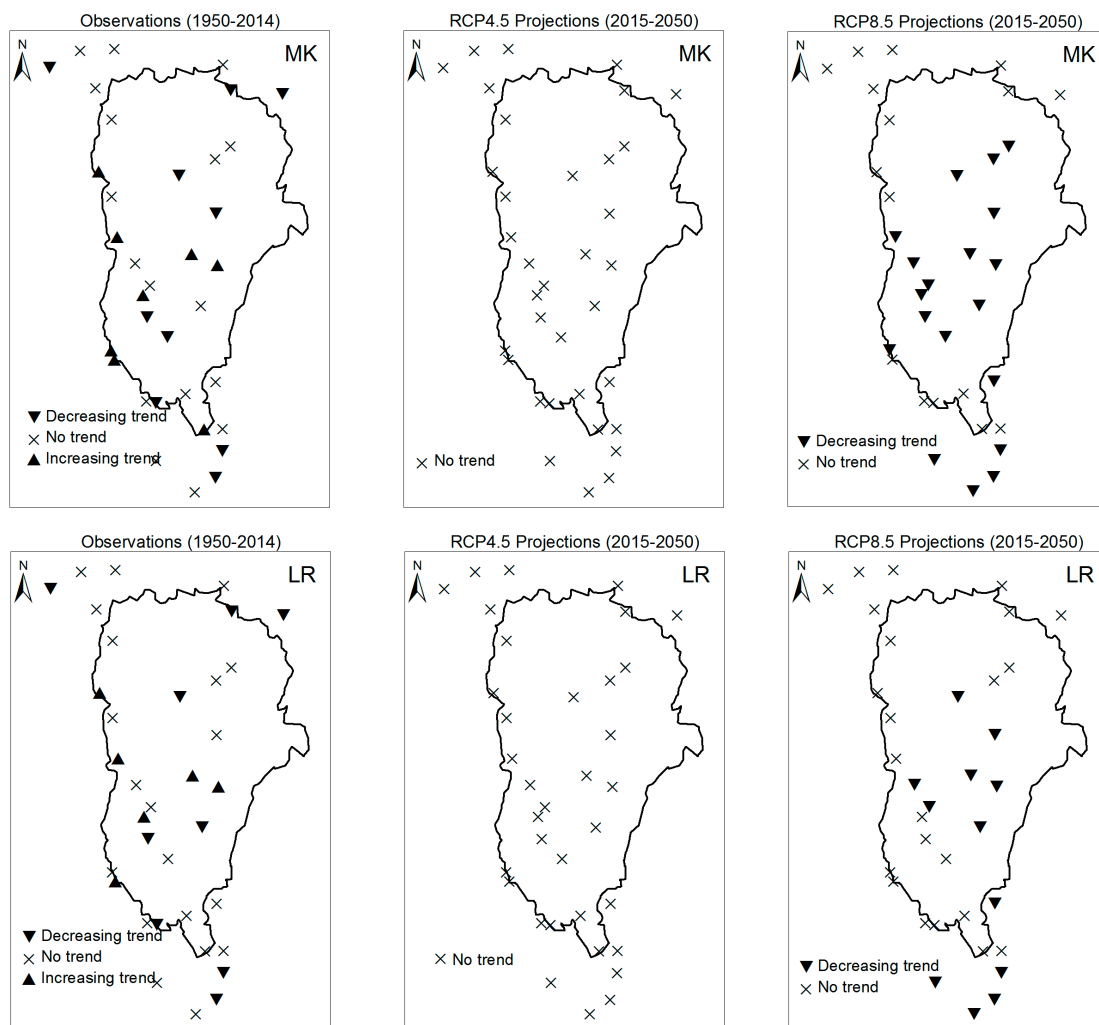 Observations (1950-2014)
RCP4.5 Projections (2015-2050)
RCP8.5 Projections (2015-2050)
N
MK
N
MK
N
MK
Decreasing trend
No trend
Increasing trend
No trend
Decreasing trend
No trend
Observations (1950-2014)
RCP4.5 Projections (2015-2050)
RCP8.5 Projections (2015-2050)
N
LR
N
LR
N
LR
Decreasing trend
No trend
Increasing trend
No trend
Decreasing trend
No trend